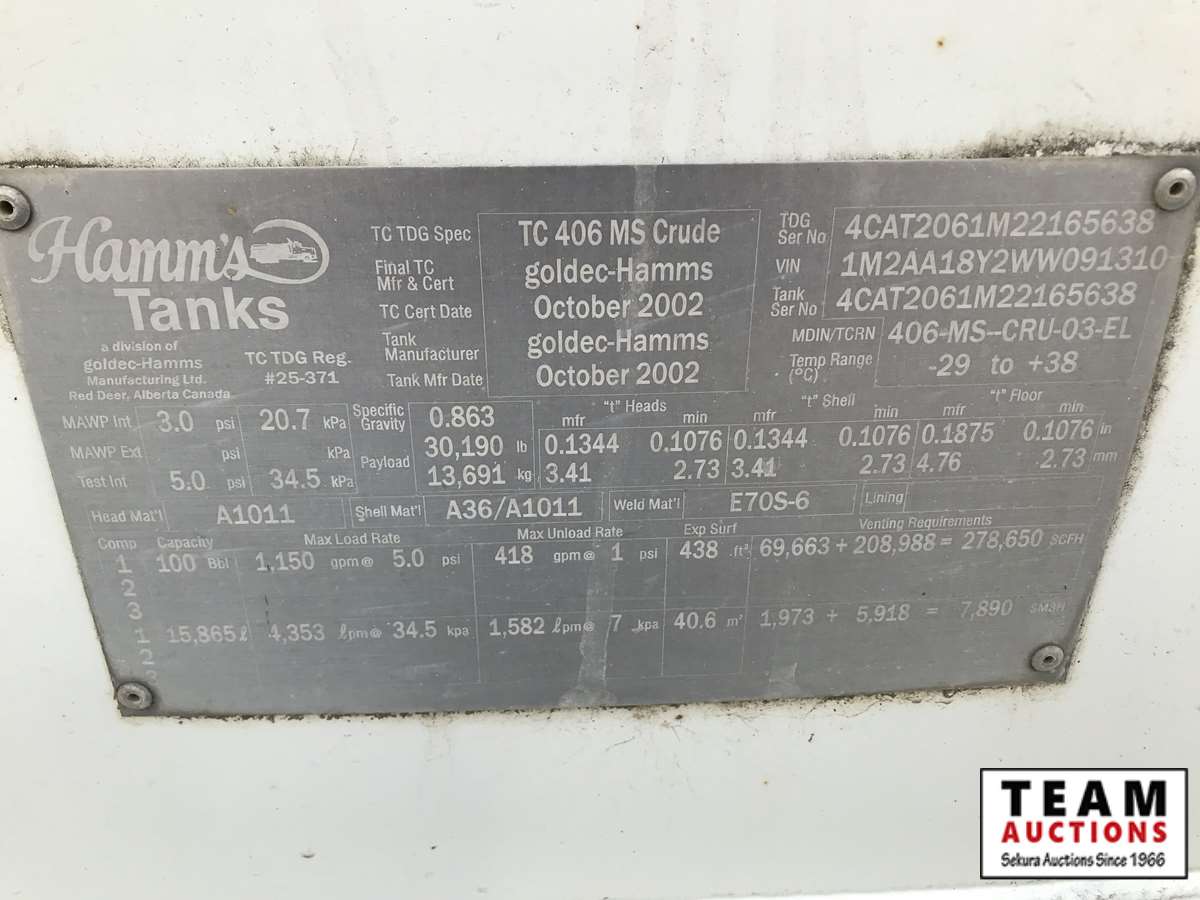 Hamm's
Tanks
a division of
goldec-Hamms
Manufacturing Ltd.
Red Deer, Alberta Canada
TC TDG Reg.
#25-371
TC TDG Spec TC 406 MS Crude
Final TC Mfr & Cert goldec-Hamms
TC Cert Date October 2002
Tank Manufacturer goldec-Hamms
Tank Mfr Date October 2002
TDG Ser No 4CAT2061M22165638
VIN 1M2AA18Y2WW091310
Tank Ser No 4CAT2061M22165638
MDIN/TCRN 406-MS--CRU-03-EL
Temp Range (°C) -29 to +38
MAWP Int 3.0 psi 20.7 kPa
MAWP Ext psi kPa
Test Int 5.0 psi 34.5 kPa
Specific Gravity 0.863
Payload 30,190 lb
13,691 kg
"t" Heads "t" Shell "t" Floor
mfr min mfr min mfr min
0.1344 0.1076 0.1344 0.1076 0.1875 0.1076 in
3.41 2.73 3.41 2.73 4.76 2.73 mm
Head Mat'l A1011 Shell Mat'l A36/A1011 Weld Mat'l E70S-6 Lining
Comp Capacity Max Load Rate Max Unload Rate Exp Surf Venting Requirements
1 100 Bbl 1,150 gpm@ 5.0 psi 418 gpm@ 1 psi 438 ft² 69,663 + 208,988 = 278,650 SCFH
2
3
1 15,865 ℓ 4,353 ℓpm@ 34.5 kpa 1,582 ℓpm@ 7 kpa 40.6 m² 1,973 + 5,918 = 7,890 SM3H
2
3
TEAM
AUCTIONS
Sekura Auctions Since 1966